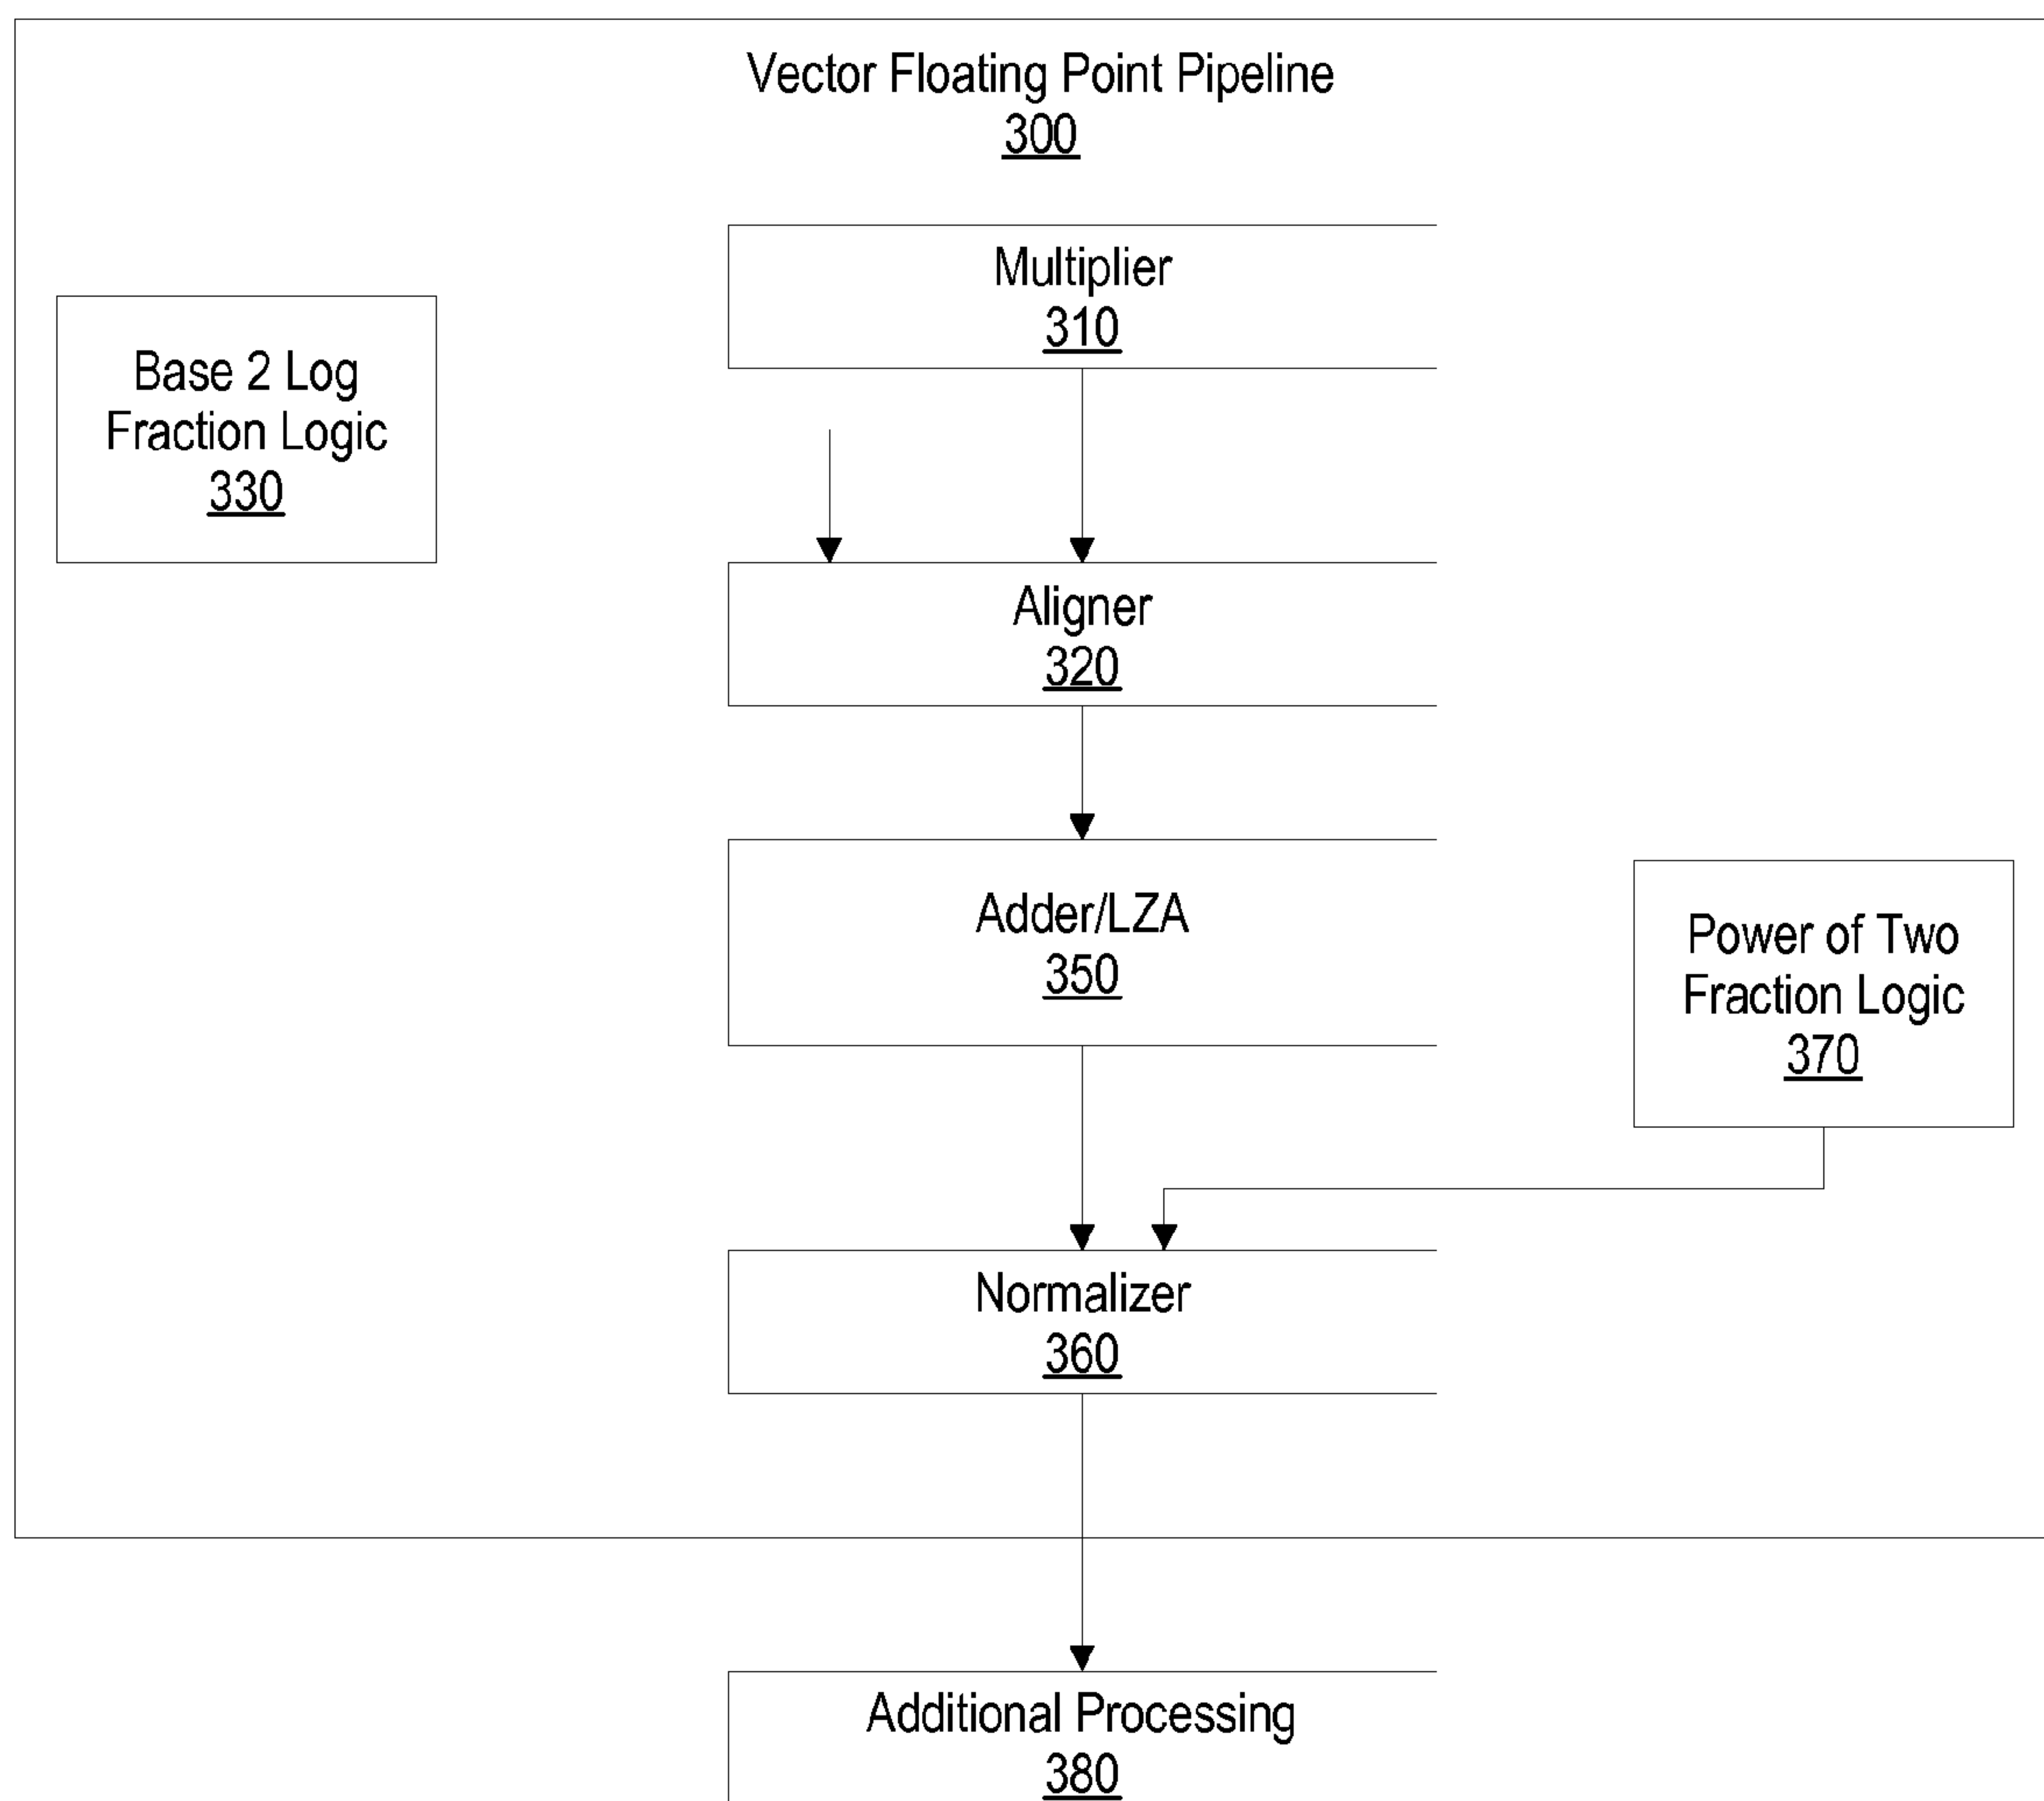 Vector Floating Point Pipeline
300
Multiplier
310
Base 2 Log
Fraction Logic
330
Aligner
320
Adder/LZA
350
Power of Two
Fraction Logic
370
Normalizer
360
Additional Processing
380